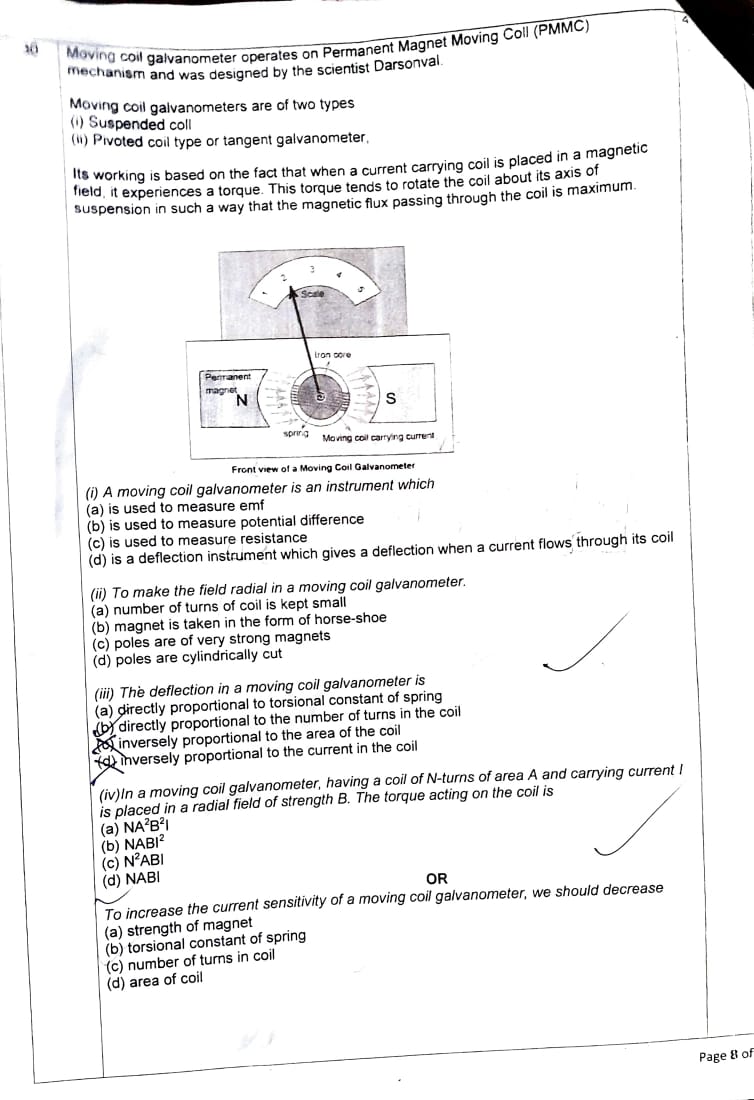 4
30
Moving coil galvanometer operates on Permanent Magnet Moving Coll (PMMC)
mechanism and was designed by the scientist Darsonval.
Moving coil galvanometers are of two types
(i) Suspended coll
(ii) Pivoted coil type or tangent galvanometer,
Its working is based on the fact that when a current carrying coil is placed in a magnetic
field, it experiences a torque. This torque tends to rotate the coil about its axis of
suspension in such a way that the magnetic flux passing through the coil is maximum.
1 2 3 4 5
Scale
Iron core
Permanent
magnet
N
S
spring
Moving coil carrying current
Front view of a Moving Coil Galvanometer
(i) A moving coil galvanometer is an instrument which
(a) is used to measure emf
(b) is used to measure potential difference
(c) is used to measure resistance
(d) is a deflection instrument which gives a deflection when a current flows through its coil
(ii) To make the field radial in a moving coil galvanometer.
(a) number of turns of coil is kept small
(b) magnet is taken in the form of horse-shoe
(c) poles are of very strong magnets
(d) poles are cylindrically cut
(iii) The deflection in a moving coil galvanometer is
(a) directly proportional to torsional constant of spring
(b) directly proportional to the number of turns in the coil
(c) inversely proportional to the area of the coil
(d) inversely proportional to the current in the coil
(iv)In a moving coil galvanometer, having a coil of N-turns of area A and carrying current I
is placed in a radial field of strength B. The torque acting on the coil is
(a) NA²B²I
(b) NABI²
(c) N²ABI
(d) NABI
OR
To increase the current sensitivity of a moving coil galvanometer, we should decrease
(a) strength of magnet
(b) torsional constant of spring
(c) number of turns in coil
(d) area of coil
Page 8 of